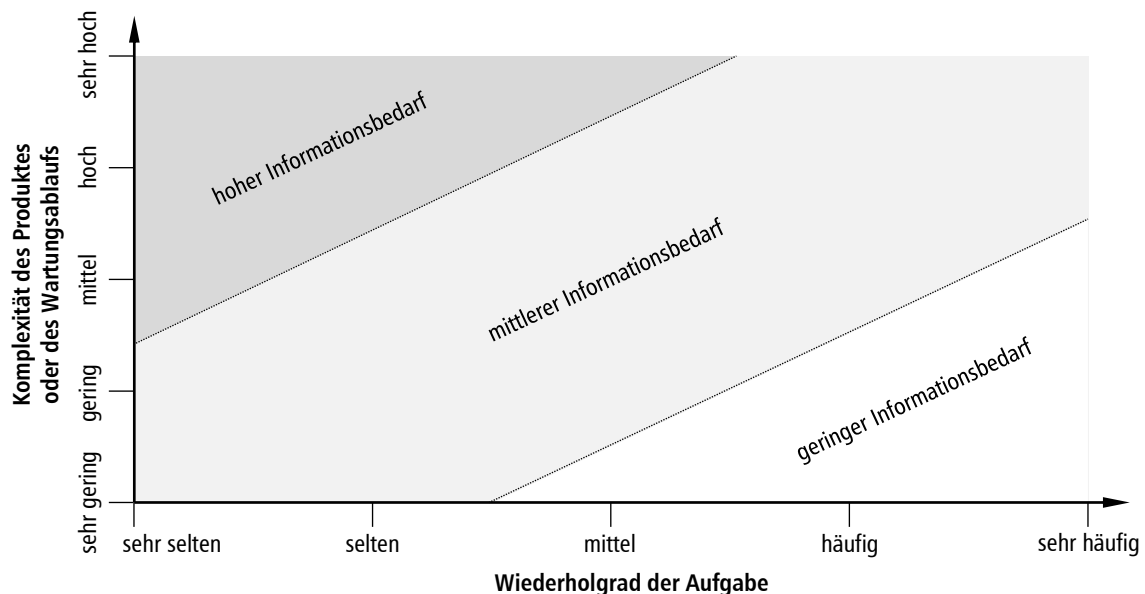 Komplexität des Produktes
oder des Wartungsablaufs
sehr hoch
hoch
mittel
gering
sehr gering
hoher Informationsbedarf
mittlerer Informationsbedarf
geringer Informationsbedarf
sehr selten
selten
mittel
häufig
sehr häufig
Wiederholgrad der Aufgabe